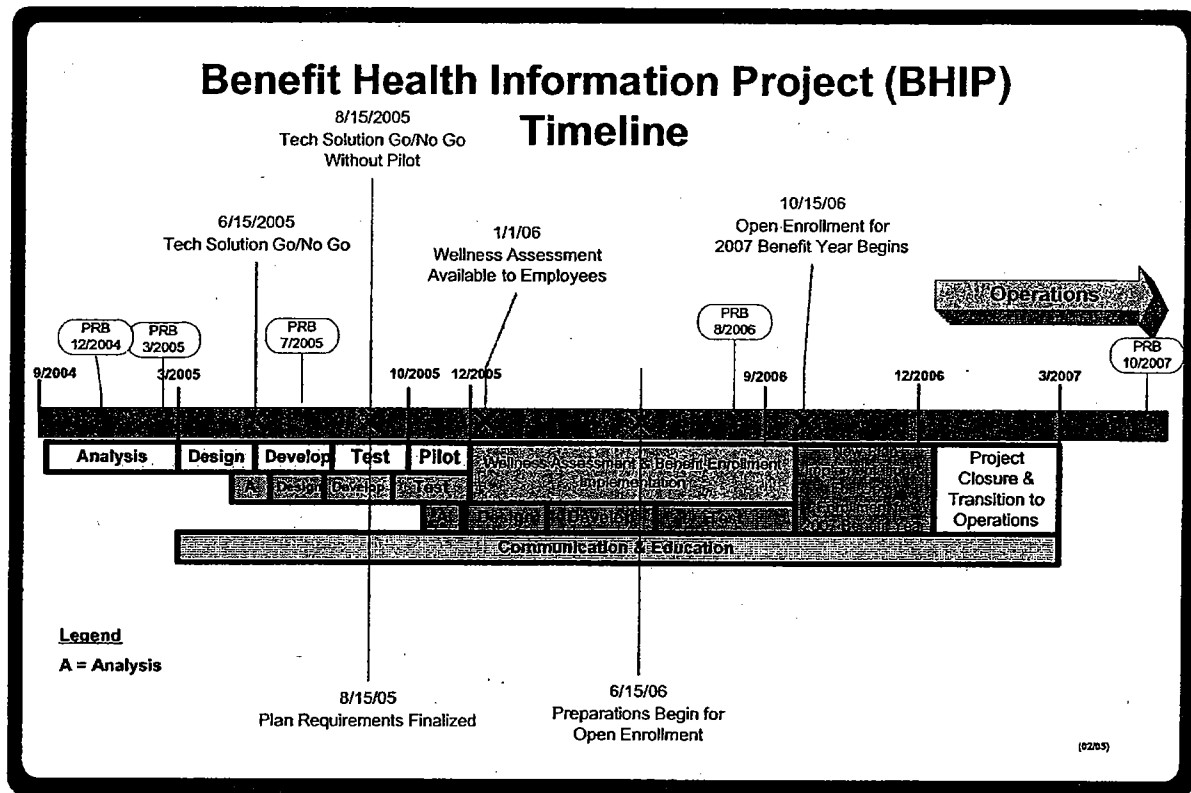 Benefit Health Information Project (BHIP)
Timeline
8/15/2005
Tech Solution Go/No Go
Without Pilot
6/15/2005
Tech Solution Go/No Go
1/1/06
Wellness Assessment
Available to Employees
10/15/06
Open Enrollment for
2007 Benefit Year Begins
Operations
PRB
12/2004
PRB
3/2005
PRB
7/2005
PRB
8/2006
PRB
10/2007
9/2004
3/2005
10/2005
12/2005
9/2006
12/2006
3/2007
Analysis
Design
Develop
Test
Pilot
Wellness Assessment & Benefit Enrollment
Implementation
Project
Closure &
Transition to
Operations
A
Design
Develop
Test
A
Design
Develop
Test
Communication & Education
Legend
A = Analysis
8/15/05
Plan Requirements Finalized
6/15/06
Preparations Begin for
Open Enrollment
(02/05)